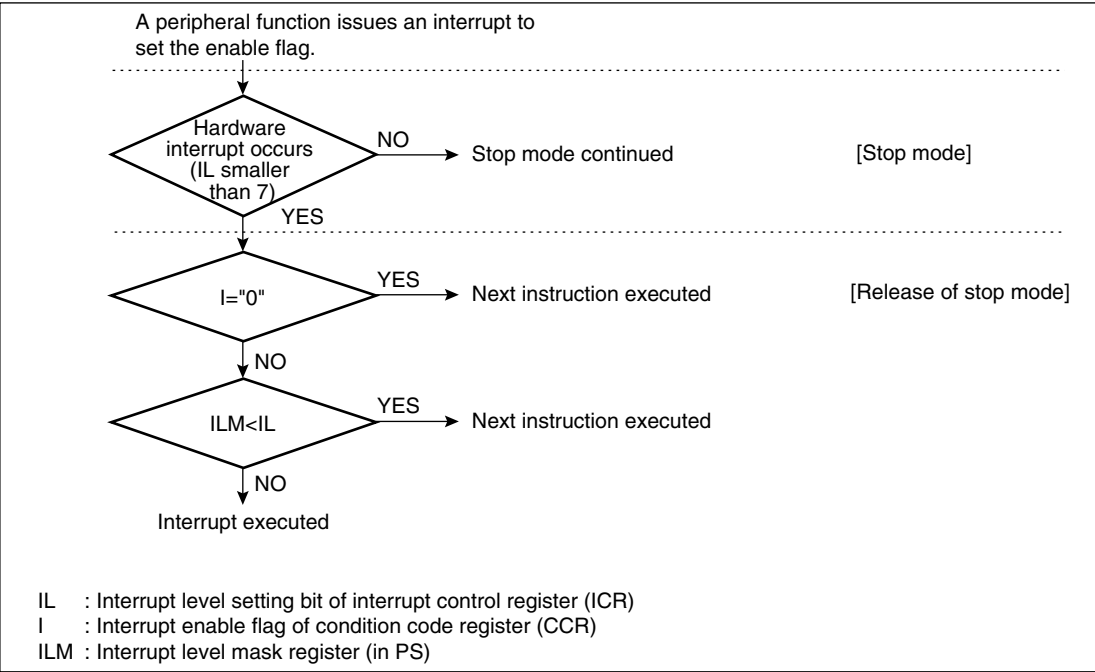 A peripheral function issues an interrupt to
set the enable flag.
Hardware
interrupt occurs
(IL smaller
than 7)
NO
Stop mode continued
[Stop mode]
YES
I="0"
YES
Next instruction executed
[Release of stop mode]
NO
ILM<IL
YES
Next instruction executed
NO
Interrupt executed
IL : Interrupt level setting bit of interrupt control register (ICR)
I : Interrupt enable flag of condition code register (CCR)
ILM : Interrupt level mask register (in PS)